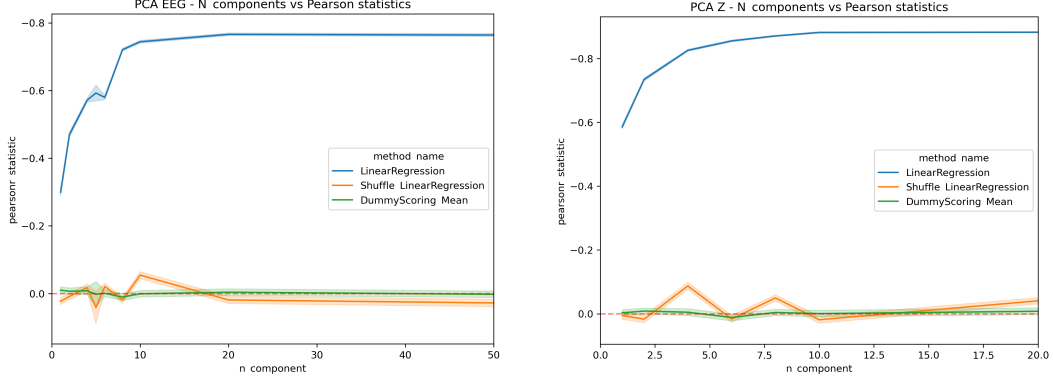 PCA EEG - N components vs Pearson statistics
−0.8
−0.6
−0.4
−0.2
0.0
pearsonr statistic
0
10
20
30
40
50
n component
method name
LinearRegression
Shuffle LinearRegression
DummyScoring Mean
PCA Z - N components vs Pearson statistics
−0.8
−0.6
−0.4
−0.2
0.0
pearsonr statistic
0.0
2.5
5.0
7.5
10.0
12.5
15.0
17.5
20.0
n component
method name
LinearRegression
Shuffle LinearRegression
DummyScoring Mean